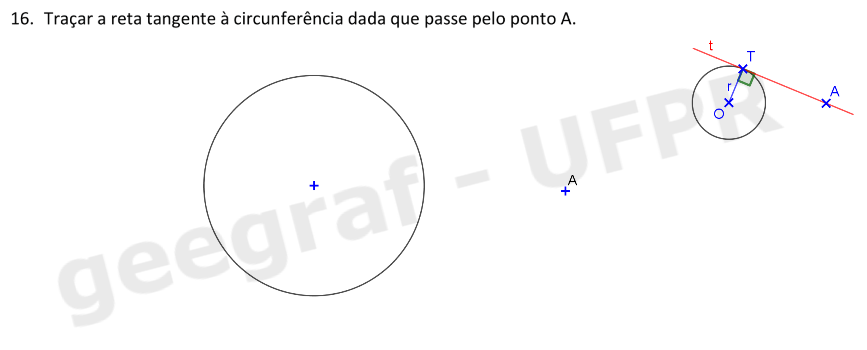 16. Traçar a reta tangente à circunferência dada que passe pelo ponto A.
t
T
r
A
O
A
geegraf - UFPR